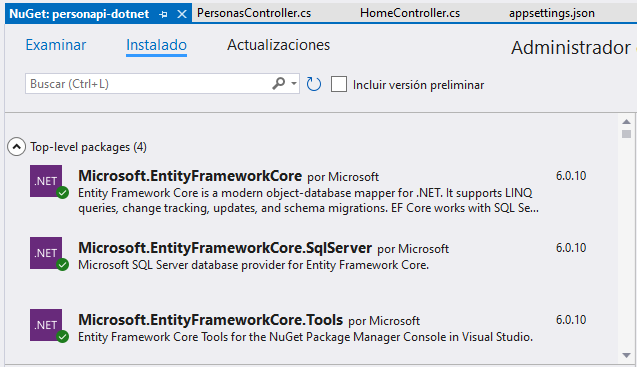 NuGet: personapi-dotnet PersonasController.cs HomeController.cs appsettings.json
Examinar Instalado Actualizaciones Administrador
Buscar (Ctrl+L) Incluir versión preliminar
Top-level packages (4)
.NET Microsoft.EntityFrameworkCore por Microsoft 6.0.10
Entity Framework Core is a modern object-database mapper for .NET. It supports LINQ
queries, change tracking, updates, and schema migrations. EF Core works with SQL Se...
.NET Microsoft.EntityFrameworkCore.SqlServer por Microsoft 6.0.10
Microsoft SQL Server database provider for Entity Framework Core.
.NET Microsoft.EntityFrameworkCore.Tools por Microsoft 6.0.10
Entity Framework Core Tools for the NuGet Package Manager Console in Visual Studio.